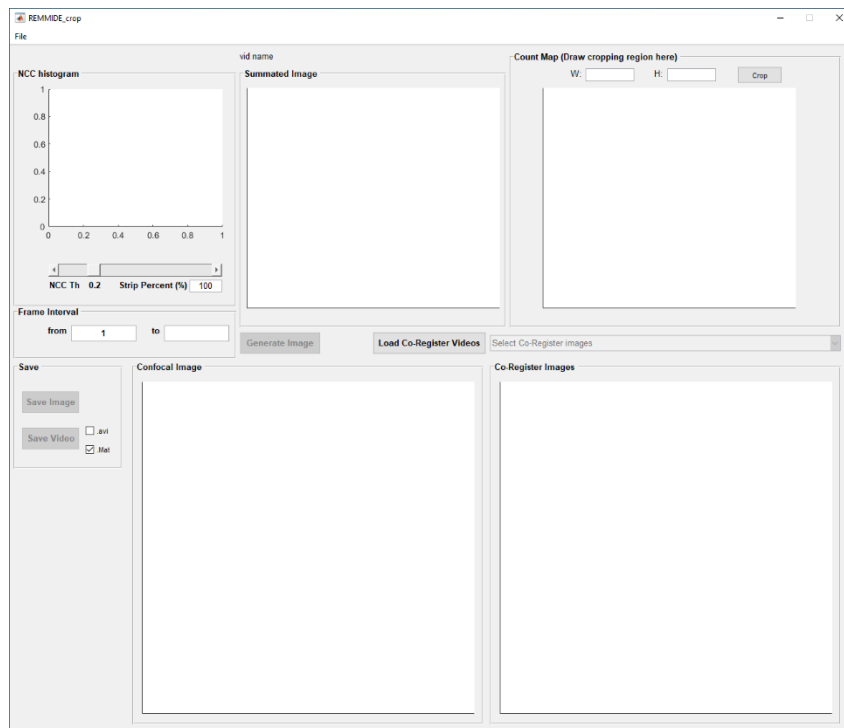 REMMIDE_crop
File
vid name
NCC histogram
Summated Image
Count Map (Draw cropping region here)
W:
H:
Crop
1
0.8
0.6
0.4
0.2
0
0 0.2 0.4 0.6 0.8 1
NCC Th 0.2 Strip Percent (%) 100
Frame Interval
from 1 to
Generate Image
Load Co-Register Videos
Select Co-Register images
Save
Save Image
Save Video
.avi
.Mat
Confocal Image
Co-Register Images